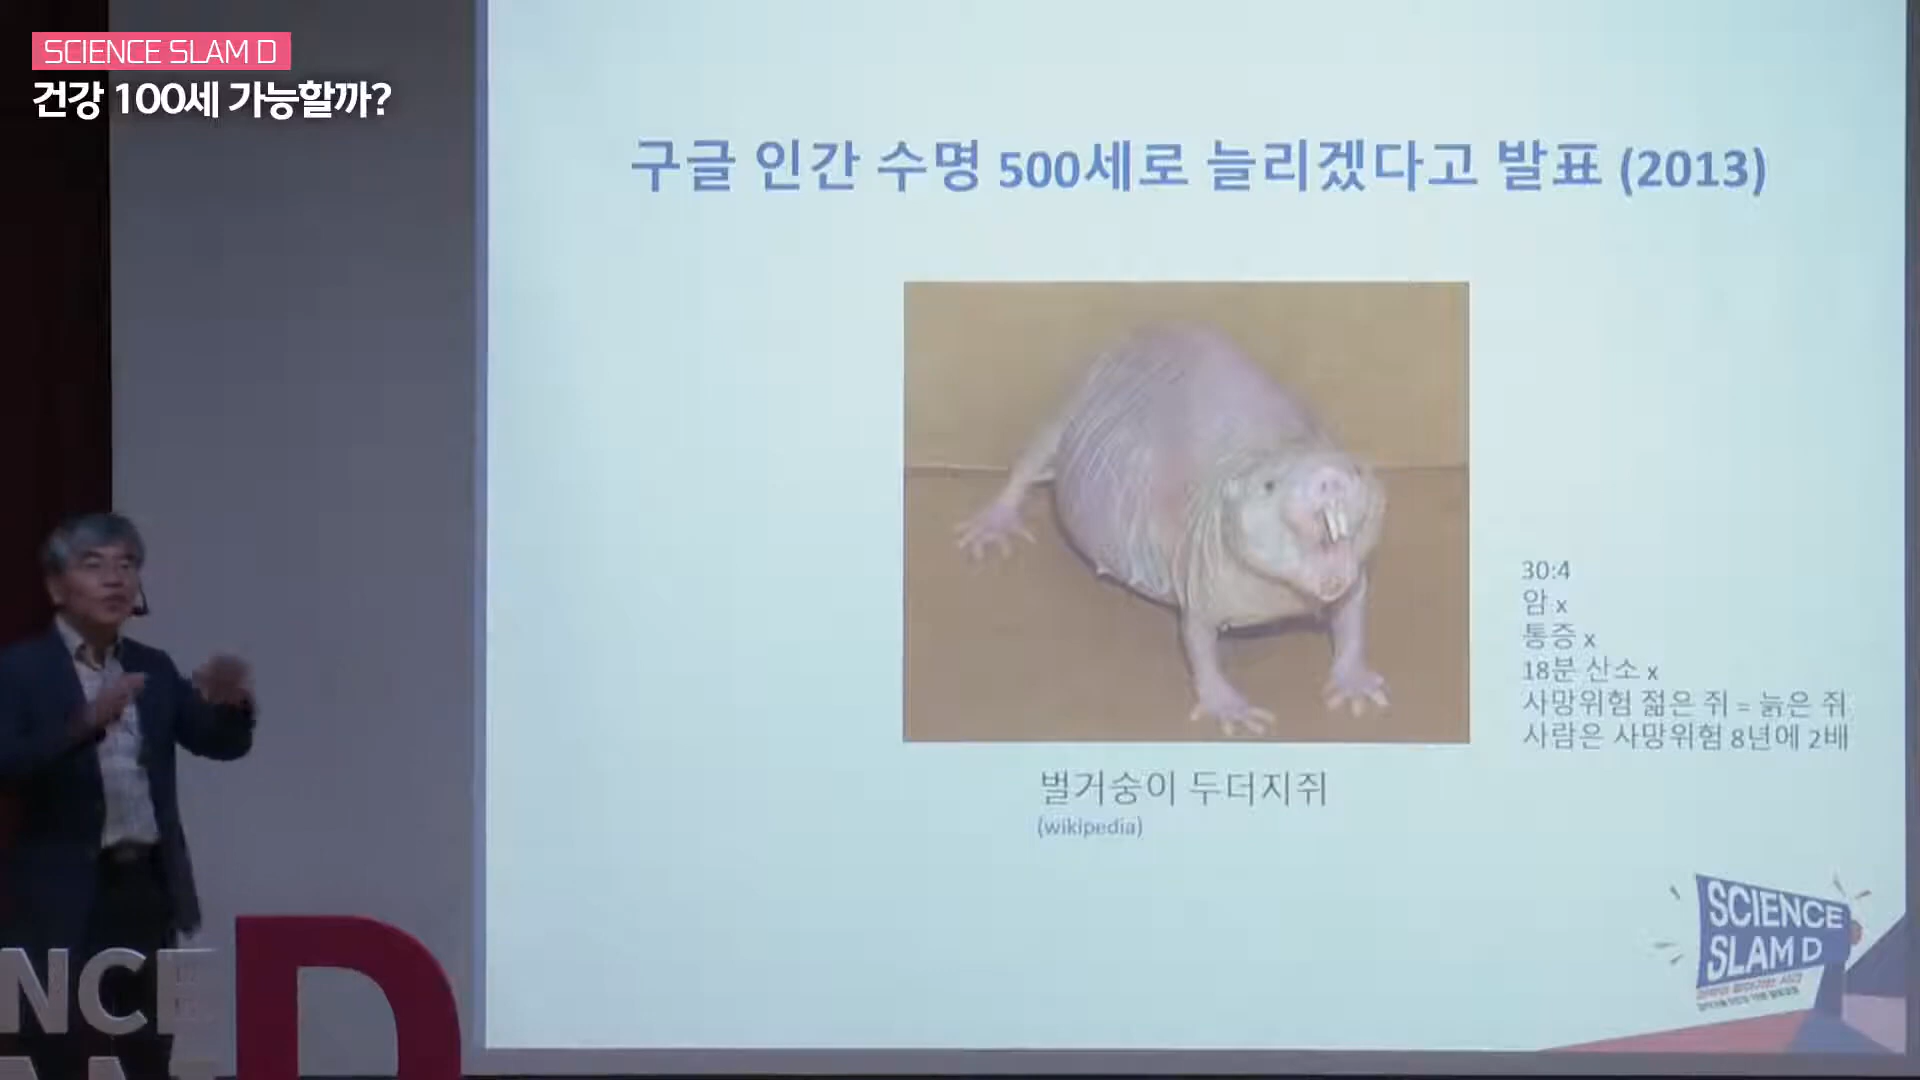 SCIENCE SLAM D
건강 100세 가능할까?
구글 인간 수명 500세로 늘리겠다고 발표 (2013)
30:4
암 x
통증 x
18분 산소 x
사망위험 젊은 쥐 = 늙은 쥐
사람은 사망위험 8년에 2배
벌거숭이 두더지쥐
(wikipedia)
SCIENCE
SLAM D
NCE
D